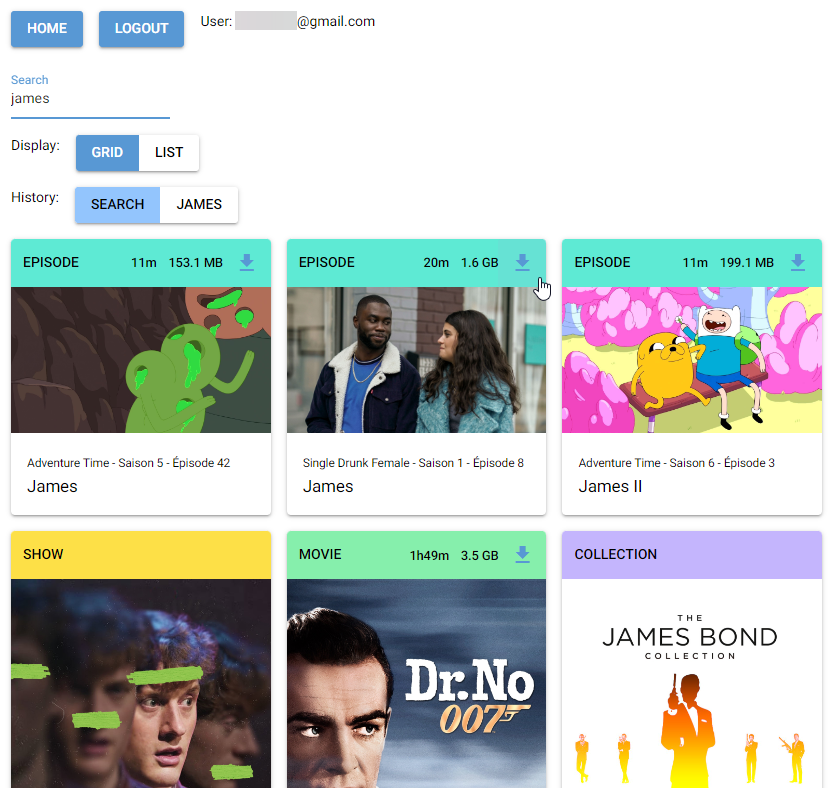 HOME LOGOUT User: @gmail.com
Search
james
Display: GRID LIST
History: SEARCH JAMES
EPISODE 11m 153.1 MB
EPISODE 20m 1.6 GB
EPISODE 11m 199.1 MB
Adventure Time - Saison 5 - Épisode 42
James
Single Drunk Female - Saison 1 - Épisode 8
James
Adventure Time - Saison 6 - Épisode 3
James II
SHOW
MOVIE 1h49m 3.5 GB
COLLECTION
Dr.No
007
THE
JAMES BOND
COLLECTION